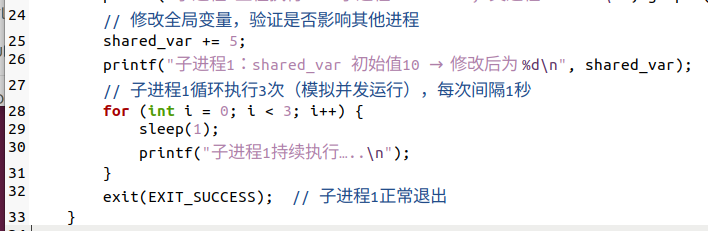 24 // 修改全局变量，验证是否影响其他进程
25 shared_var += 5;
26 printf("子进程1：shared_var 初始值10 → 修改后为%d\n", shared_var);
27 // 子进程1循环执行3次（模拟并发运行），每次间隔1秒
28 for (int i = 0; i < 3; i++) {
29 sleep(1);
30 printf("子进程1持续执行…..\n");
31 }
32 exit(EXIT_SUCCESS); // 子进程1正常退出
33 }